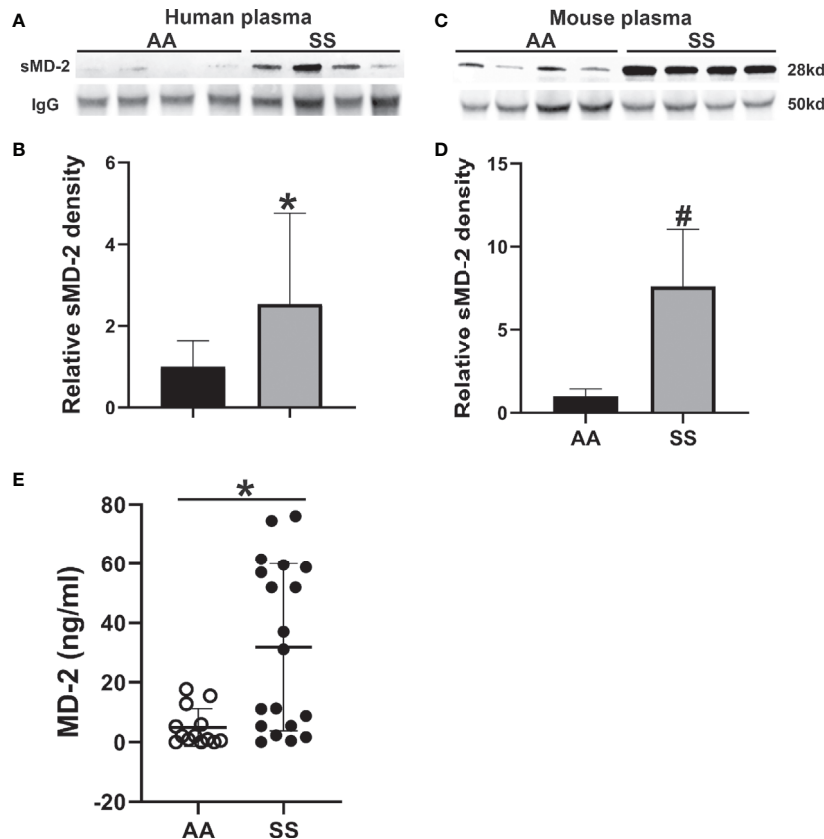 A
Human plasma
AA SS
sMD-2
IgG
C
Mouse plasma
AA SS
28kd
50kd
B
Relative sMD-2 density
6
4
2
0
*
D
Relative sMD-2 density
15
10
5
0
#
AA SS
E
MD-2 (ng/ml)
80
60
40
20
0
-20
*
AA SS